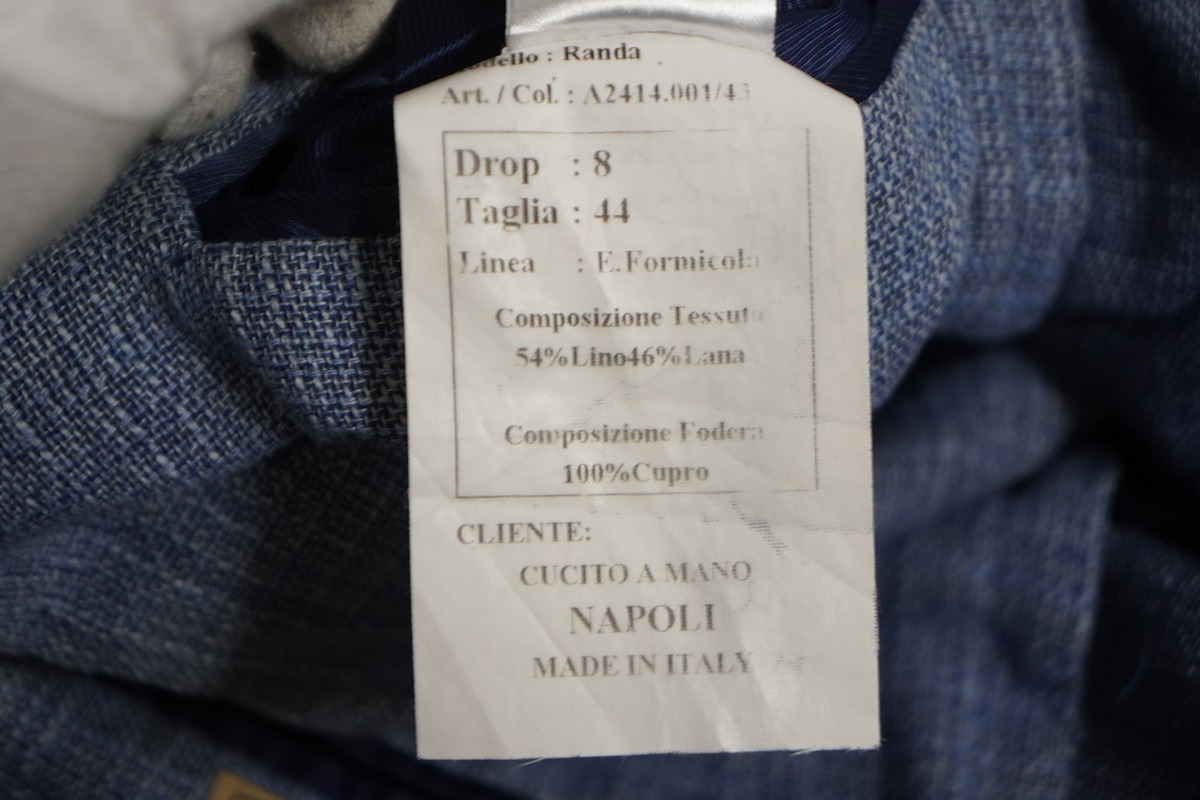 : Randa
Art. / Col. : A2414.001/43
Drop : 8
Taglia : 44
Linea : E.Formicola
Composizione Tessut
54%Lino46%Lana
Composizione Fodera
100%Cupro
CLIENTE:
CUCITO A MANO
NAPOLI
MADE IN ITALY